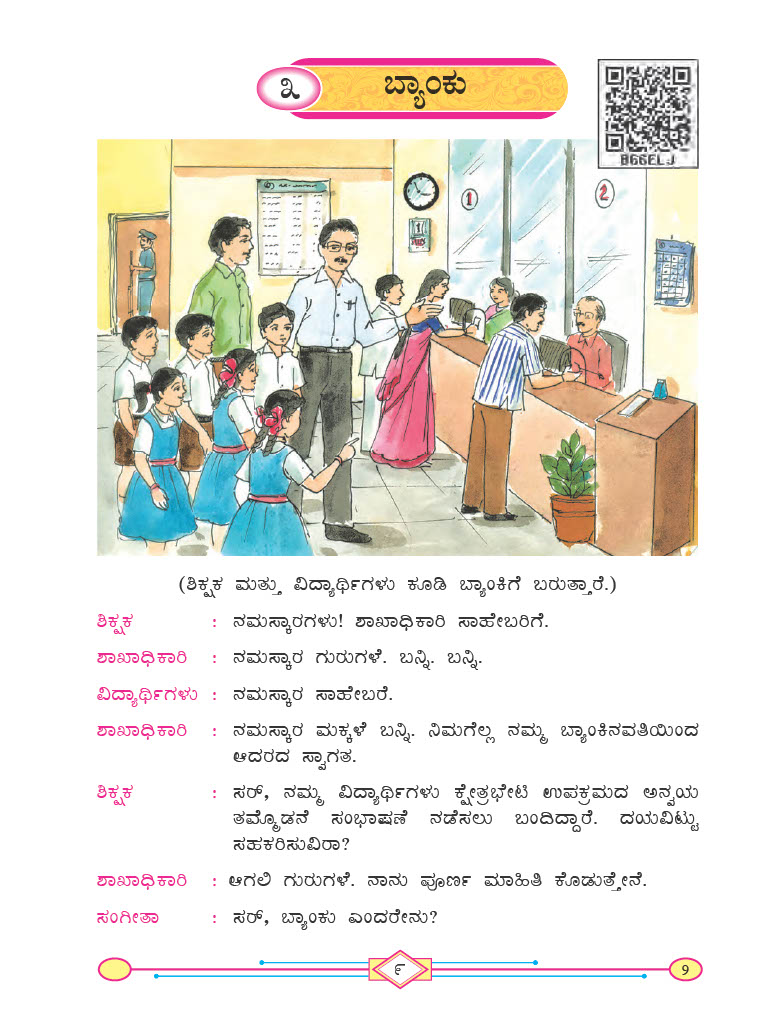 ೩
ಬ್ಯಾಂಕು
B66ELJ
1
2
1
(ಶಿಕ್ಷಕ ಮತ್ತು ವಿದ್ಯಾರ್ಥಿಗಳು ಕೂಡಿ ಬ್ಯಾಂಕಿಗೆ ಬರುತ್ತಾರೆ.)
ಶಿಕ್ಷಕ : ನಮಸ್ಕಾರಗಳು! ಶಾಖಾಧಿಕಾರಿ ಸಾಹೇಬರಿಗೆ.
ಶಾಖಾಧಿಕಾರಿ : ನಮಸ್ಕಾರ ಗುರುಗಳೆ. ಬನ್ನಿ. ಬನ್ನಿ.
ವಿದ್ಯಾರ್ಥಿಗಳು : ನಮಸ್ಕಾರ ಸಾಹೇಬರೆ.
ಶಾಖಾಧಿಕಾರಿ : ನಮಸ್ಕಾರ ಮಕ್ಕಳೆ ಬನ್ನಿ. ನಿಮಗೆಲ್ಲ ನಮ್ಮ ಬ್ಯಾಂಕಿನವತಿಯಿಂದ
ಆದರದ ಸ್ವಾಗತ.
ಶಿಕ್ಷಕ : ಸರ್, ನಮ್ಮ ವಿದ್ಯಾರ್ಥಿಗಳು ಕ್ಷೇತ್ರಭೇಟಿ ಉಪಕ್ರಮದ ಅನ್ವಯ
ತಮ್ಮೊಡನೆ ಸಂಭಾಷಣೆ ನಡೆಸಲು ಬಂದಿದ್ದಾರೆ. ದಯವಿಟ್ಟು
ಸಹಕರಿಸುವಿರಾ?
ಶಾಖಾಧಿಕಾರಿ : ಆಗಲಿ ಗುರುಗಳೆ. ನಾನು ಪೂರ್ಣ ಮಾಹಿತಿ ಕೊಡುತ್ತೇನೆ.
ಸಂಗೀತಾ : ಸರ್, ಬ್ಯಾಂಕು ಎಂದರೇನು?
೯
9